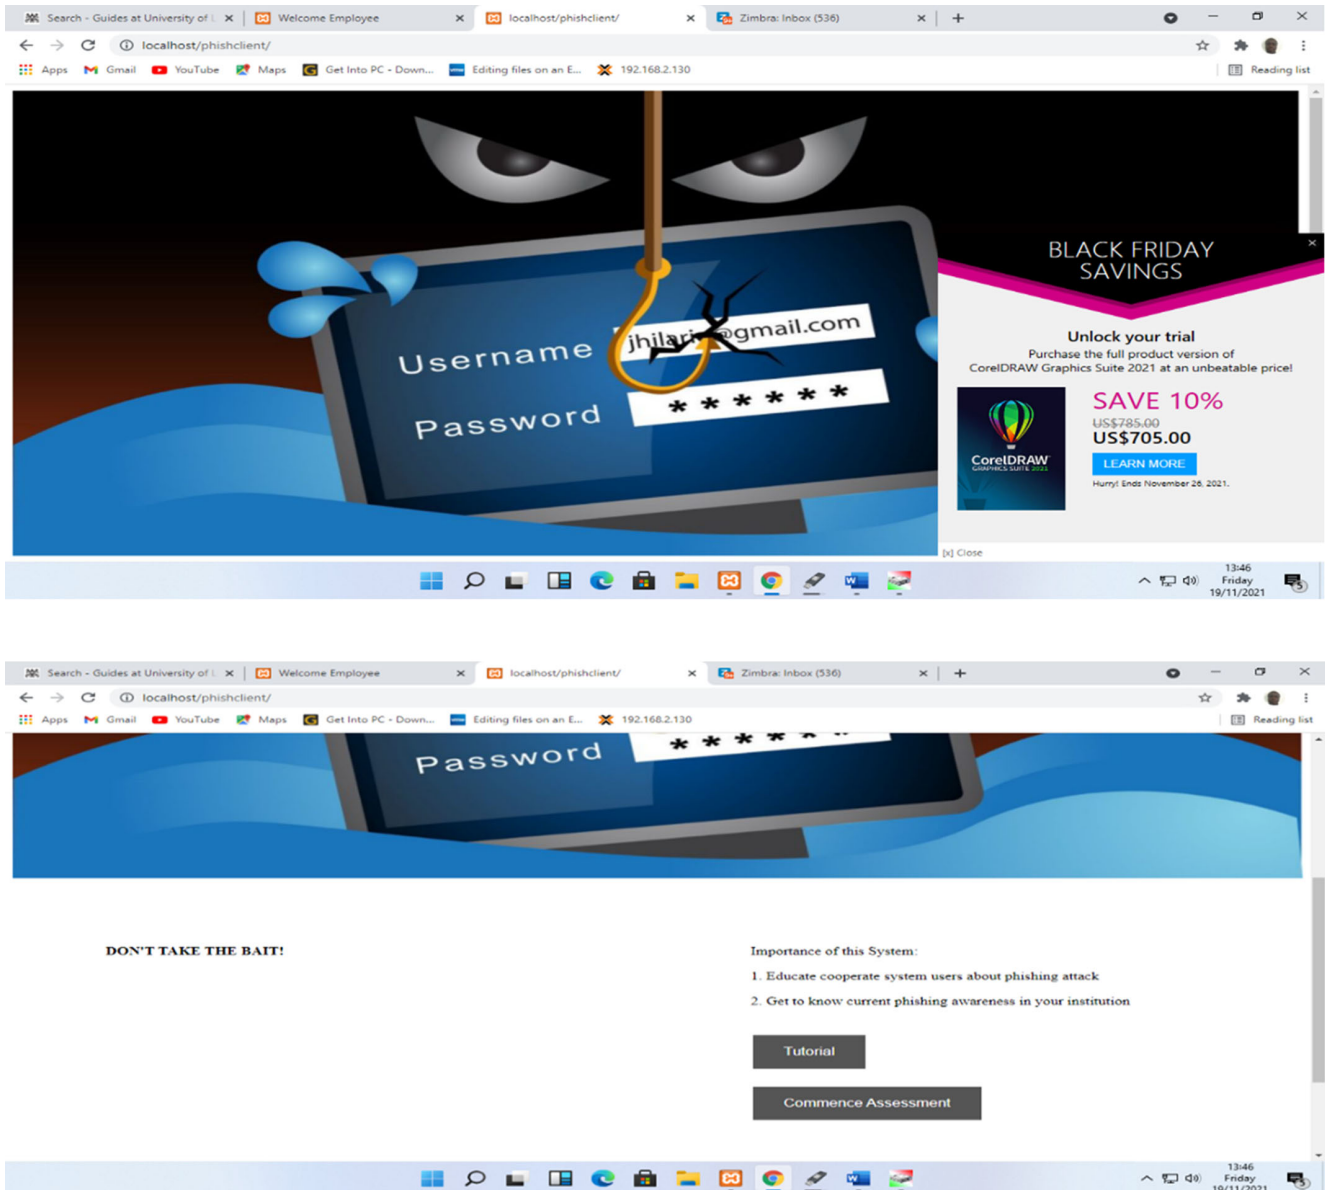 Search - Guides at University of L
Welcome Employee
localhost/phishclient/
Zimbra: Inbox (536)
localhost/phishclient/
Apps
Gmail
YouTube
Maps
Get Into PC - Down...
Editing files on an E...
192.168.2.130
Reading list
Username
@gmail.com
Password
******
BLACK FRIDAY
SAVINGS
Unlock your trial
Purchase the full product version of
CorelDRAW Graphics Suite 2021 at an unbeatable price!
CorelDRAW
GRAPHICS SUITE 2021
SAVE 10%
US$785.00
US$705.00
LEARN MORE
Hurry! Ends November 26, 2021.
[x] Close
13:46
Friday
19/11/2021
5
Search - Guides at University of L
Welcome Employee
localhost/phishclient/
Zimbra: Inbox (536)
localhost/phishclient/
Apps
Gmail
YouTube
Maps
Get Into PC - Down...
Editing files on an E...
192.168.2.130
Reading list
Password
******
DON'T TAKE THE BAIT!
Importance of this System:
1. Educate cooperate system users about phishing attack
2. Get to know current phishing awareness in your institution
Tutorial
Commence Assessment
13:46
Friday
19/11/2021